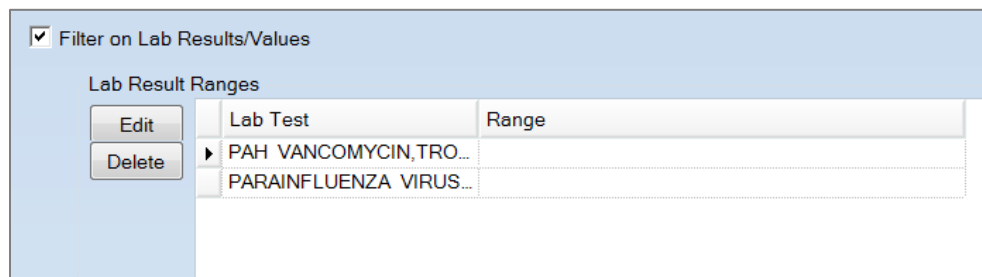 Filter on Lab Results/Values
Lab Result Ranges
Edit
Delete
Lab Test Range
PAH VANCOMYCIN,TRO...
PARAINFLUENZA VIRUS...